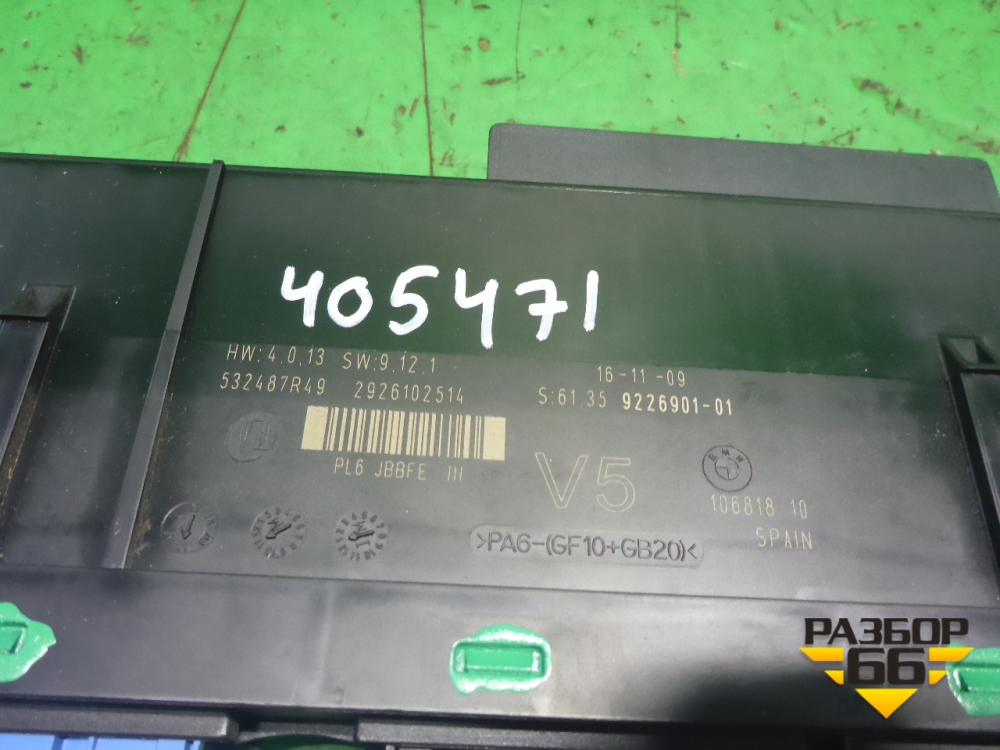 405471
HW:4.0.13 SW:9.12.1
16-11-09
532487R49 2926102514
S:61.35 9226901-01
PL6 JBBFE III
V5
BMW
106818 10
SPAIN
>PA6-(GF10+GB20)<
РАЗБОР
66